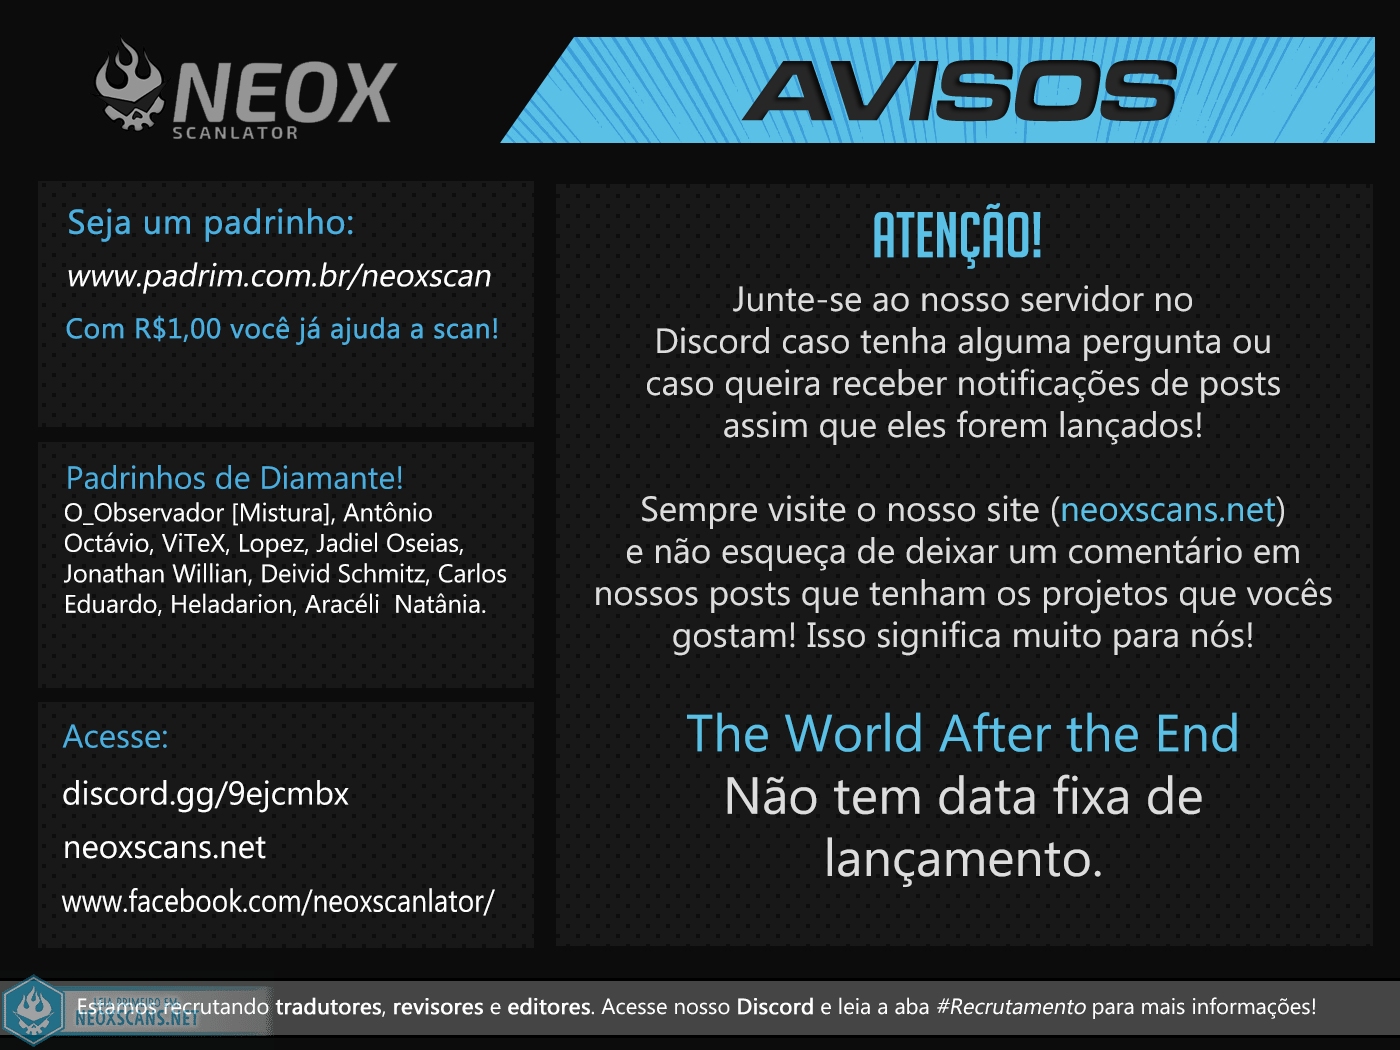 NEOX
SCANLATOR
AVISOS
Seja um padrinho:
www.padrim.com.br/neoxscan
Com R$1,00 você já ajuda a scan!
Padrinhos de Diamante!
O_Observador [Mistura], Antônio
Octávio, ViTeX, Lopez, Jadiel Oseias,
Jonathan Willian, Deivid Schmitz, Carlos
Eduardo, Heladarion, Aracéli  Natânia.
Acesse:
discord.gg/9ejcmbx
neoxscans.net
www.facebook.com/neoxscanlator/
ATENÇÃO!
Junte-se ao nosso servidor no
Discord caso tenha alguma pergunta ou
caso queira receber notificações de posts
assim que eles forem lançados!
Sempre visite o nosso site (neoxscans.net)
e não esqueça de deixar um comentário em
nossos posts que tenham os projetos que vocês
gostam! Isso significa muito para nós!
The World After the End
Não tem data fixa de
lançamento.
Estamos recrutando tradutores, revisores e editores. Acesse nosso Discord e leia a aba #Recrutamento para mais informações!
LEIA PRIMEIRO EM
NEOXSCANS.NET